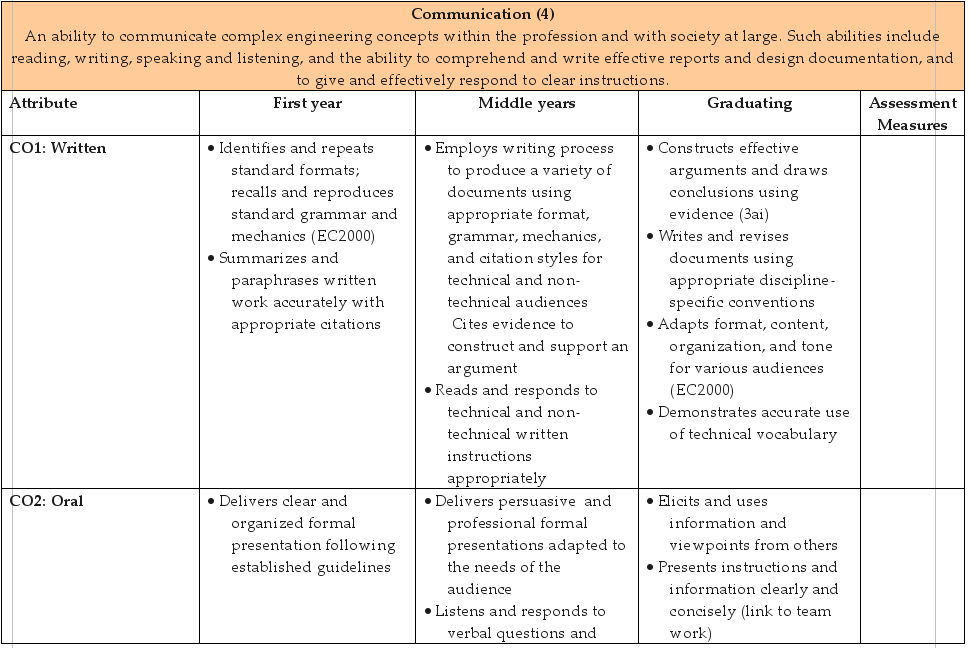 Communication (4)
An ability to communicate complex engineering concepts within the profession and with society at large. Such abilities include
reading, writing, speaking and listening, and the ability to comprehend and write effective reports and design documentation, and
to give and effectively respond to clear instructions.
Attribute
First year
Middle years
Graduating
Assessment
Measures
CO1: Written
• Identifies and repeats
standard formats;
recalls and reproduces
standard grammar and
mechanics (EC2000)
• Summarizes and
paraphrases written
work accurately with
appropriate citations
• Employs writing process
to produce a variety of
documents using
appropriate format,
grammar, mechanics,
and citation styles for
technical and non-
technical audiences
Cites evidence to
construct and support an
argument
• Reads and responds to
technical and non-
technical written
instructions
appropriately
• Constructs effective
arguments and draws
conclusions using
evidence (3ai)
• Writes and revises
documents using
appropriate discipline-
specific conventions
• Adapts format, content,
organization, and tone
for various audiences
(EC2000)
• Demonstrates accurate use
of technical vocabulary
CO2: Oral
• Delivers clear and
organized formal
presentation following
established guidelines
• Delivers persuasive and
professional formal
presentations adapted to
the needs of the
audience
• Listens and responds to
verbal questions and
• Elicits and uses
information and
viewpoints from others
• Presents instructions and
information clearly and
concisely (link to team
work)